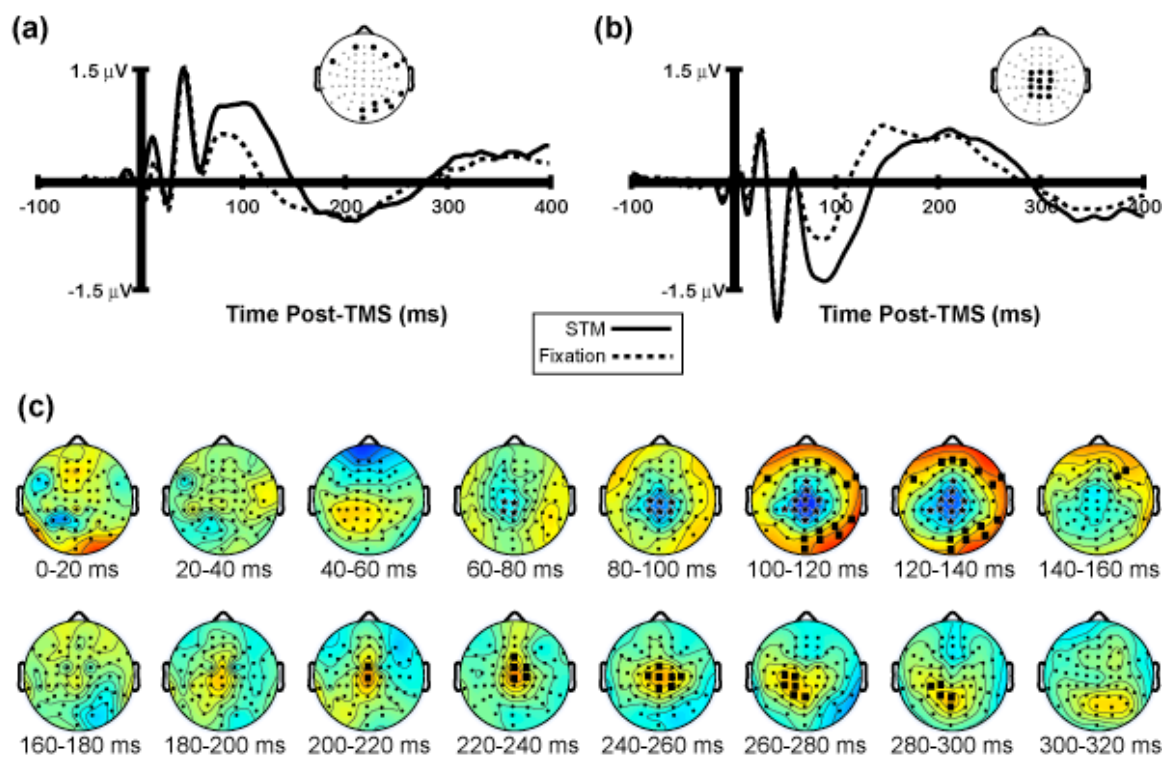 (a)
(b)
1.5 μV
1.5 μV
-100
100
200
300
400
-100
100
200
300
400
-1.5 μV
-1.5 μV
Time Post-TMS (ms)
Time Post-TMS (ms)
STM
Fixation
(c)
0-20 ms
20-40 ms
40-60 ms
60-80 ms
80-100 ms
100-120 ms
120-140 ms
140-160 ms
160-180 ms
180-200 ms
200-220 ms
220-240 ms
240-260 ms
260-280 ms
280-300 ms
300-320 ms